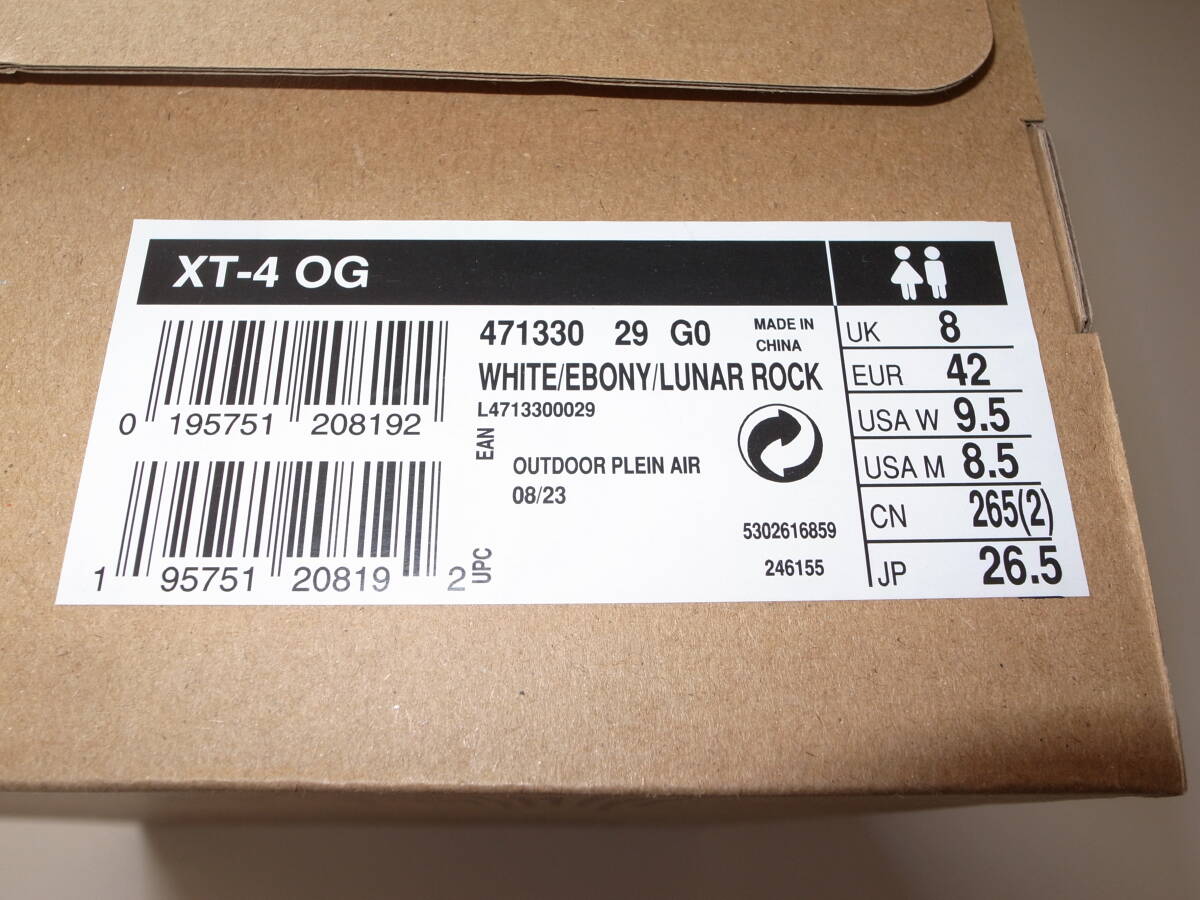 XT-4 OG
0 195751 208192
EAN
1 95751 20819 2
UPC
471330 29 G0
MADE IN
CHINA
WHITE/EBONY/LUNAR ROCK
L4713300029
OUTDOOR PLEIN AIR
08/23
5302616859
246155
UK 8
EUR 42
USA W 9.5
USA M 8.5
CN 265(2)
JP 26.5